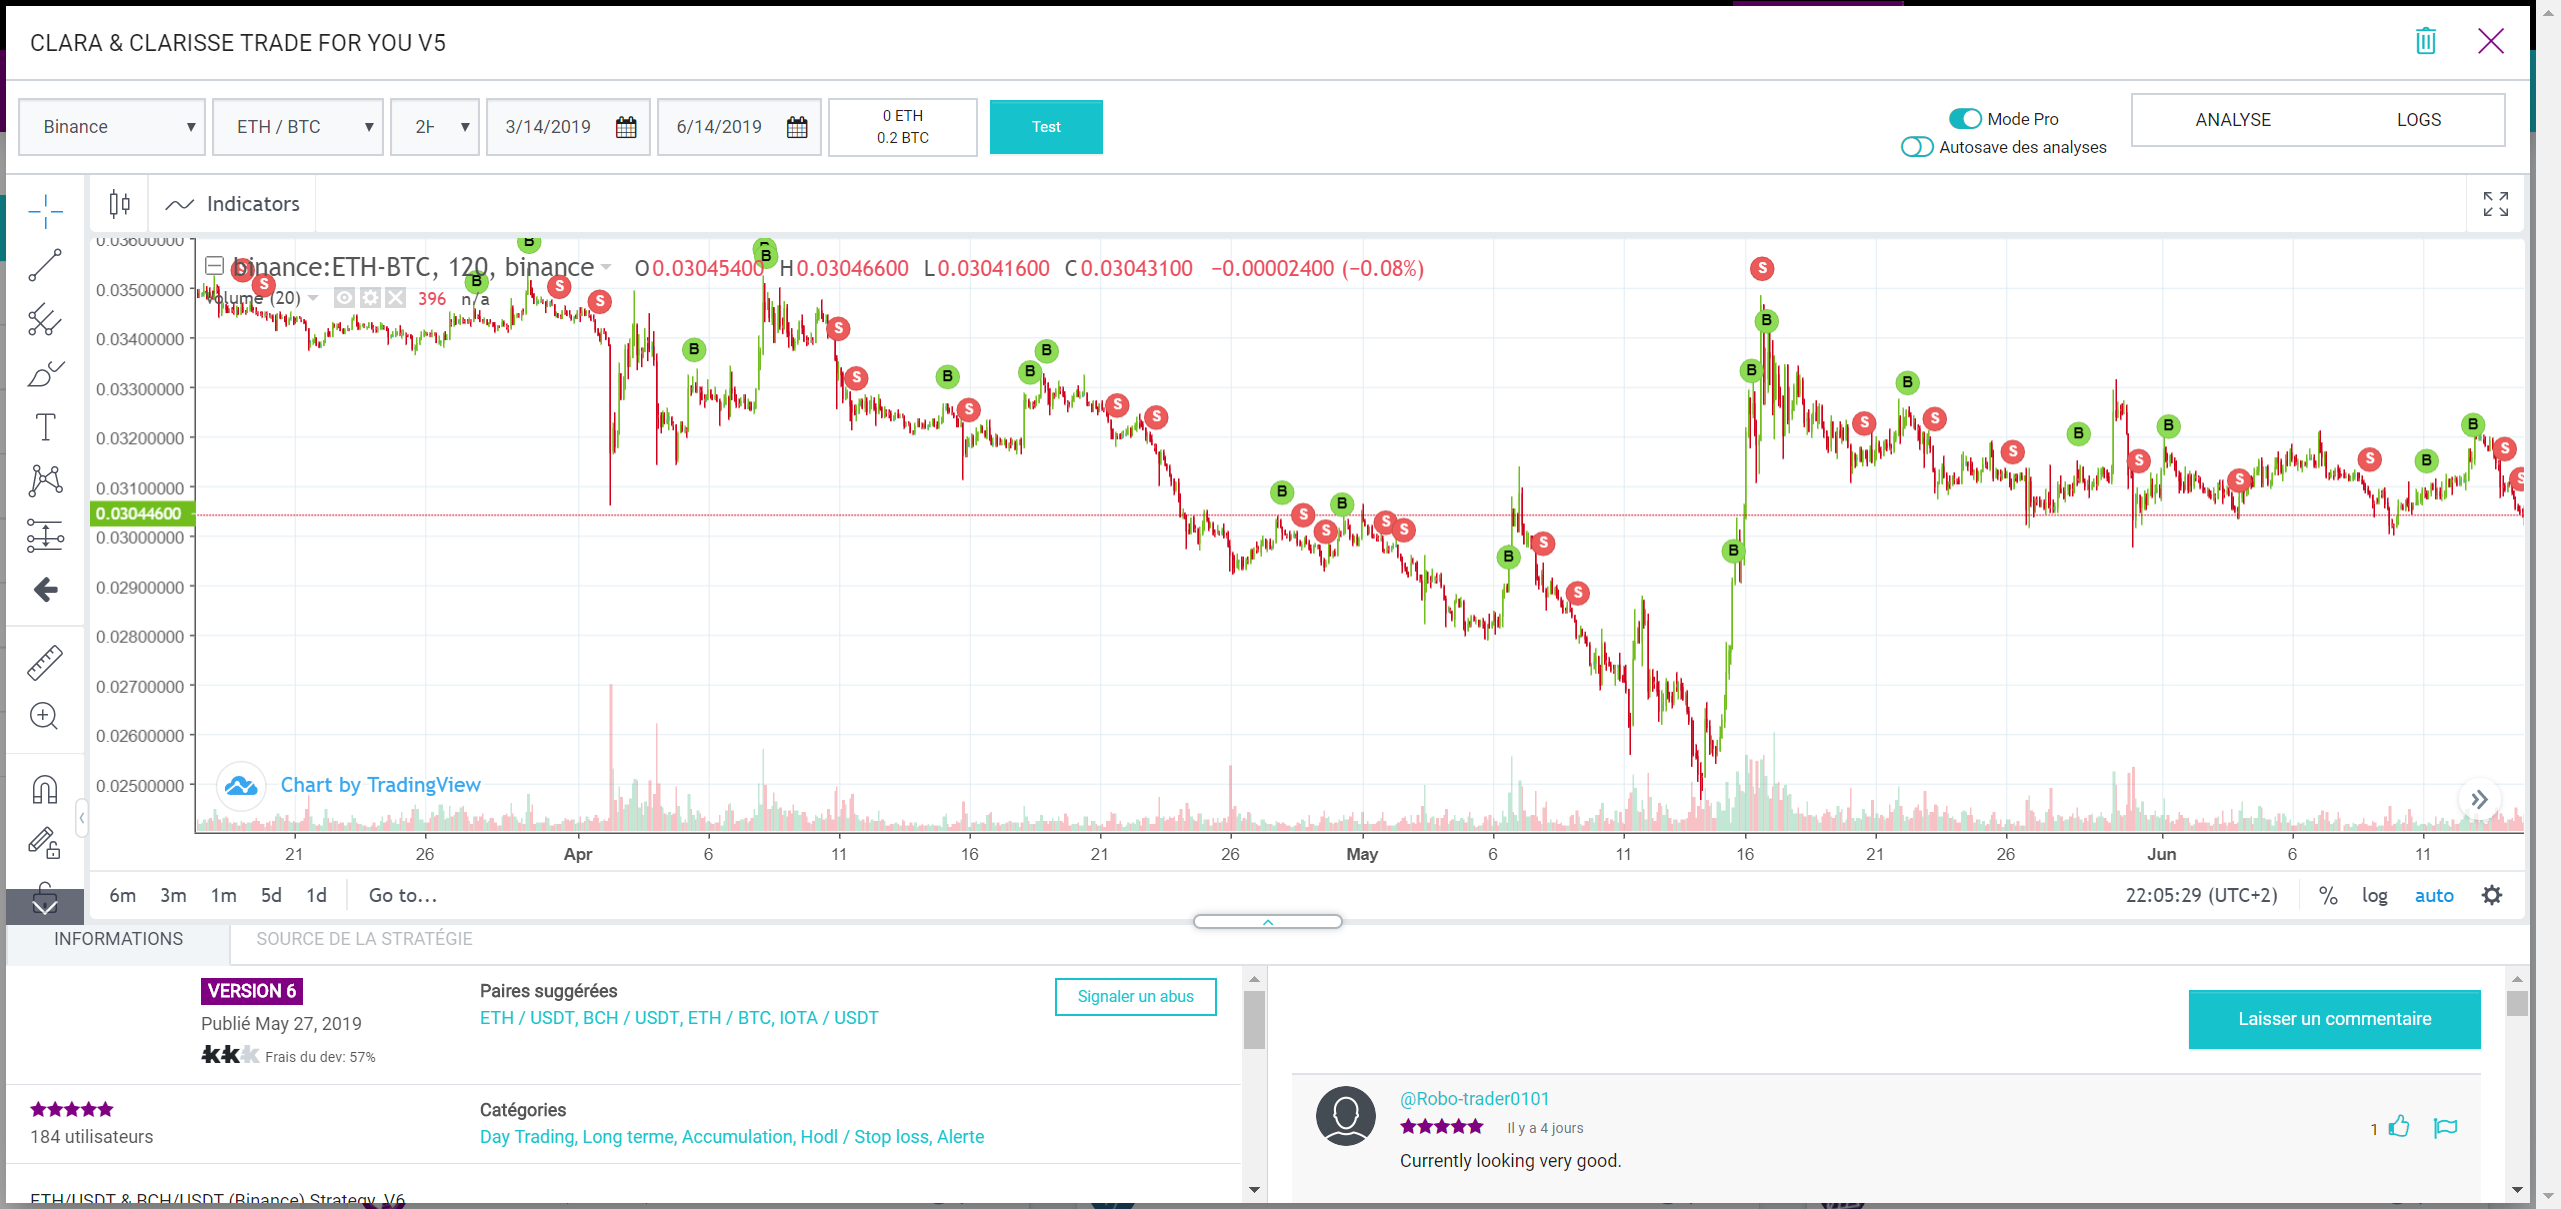 CLARA & CLARISSE TRADE FOR YOU V5
Binance
ETH / BTC
3/14/2019
6/14/2019
0 ETH
0.2 BTC
Test
Mode Pro
Autosave des analyses
ANALYSE
LOGS
Indicators
binance:ETH-BTC, 120, binance
O 0.03045400 H 0.03046600 L 0.03041600 C 0.03043100 −0.00002400 (−0.08%)
Volume (20) 396 n/a
0.03600000
0.03500000
0.03400000
0.03300000
0.03200000
0.03100000
0.03044600
0.03000000
0.02900000
0.02800000
0.02700000
0.02600000
0.02500000
Chart by TradingView
21 26 Apr 6 11 16 21 26 May 6 11 16 21 26 Jun 6 11
6m 3m 1m 5d 1d Go to...
22:05:29 (UTC+2) % log auto
INFORMATIONS
SOURCE DE LA STRATÉGIE
VERSION 6
Publié May 27, 2019
Frais du dev: 57%
Paires suggérées
ETH / USDT, BCH / USDT, ETH / BTC, IOTA / USDT
Signaler un abus
184 utilisateurs
Catégories
Day Trading, Long terme, Accumulation, Hodl / Stop loss, Alerte
ETH/USDT & BCH/USDT (Binance) Strategy V6
Laisser un commentaire
@Robo-trader0101
Il y a 4 jours
1
Currently looking very good.